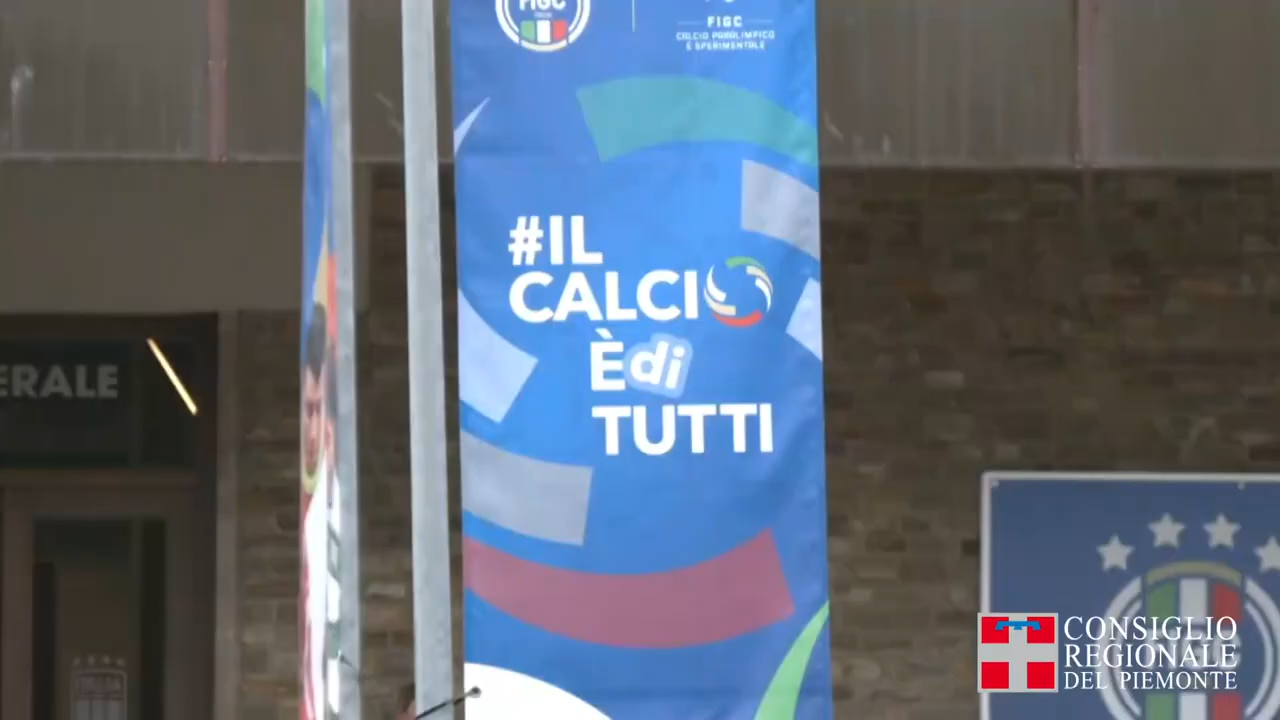 FIGC
FIGC
CALCIO PARALIMPICO
E SPERIMENTALE
#IL
CALCIO
È di
TUTTI
ERALE
CONSIGLIO
REGIONALE
DEL PIEMONTE